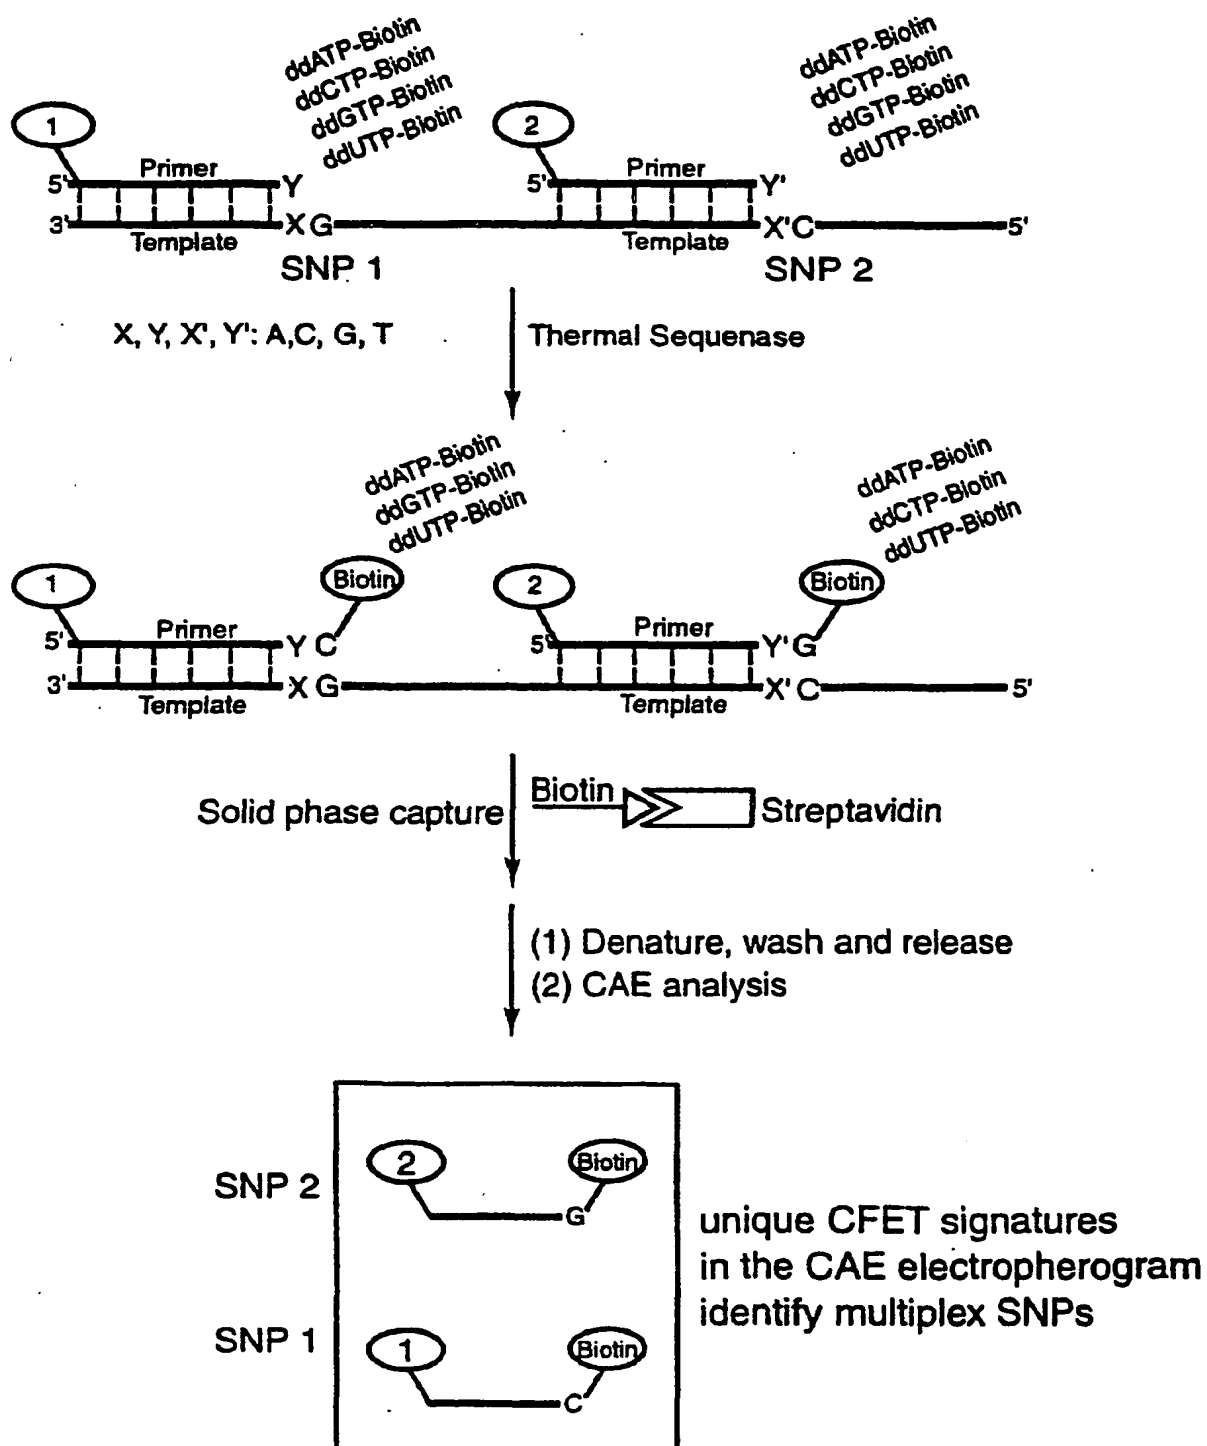 ddATP-Biotin
ddCTP-Biotin
ddGTP-Biotin
ddUTP-Biotin
ddATP-Biotin
ddCTP-Biotin
ddGTP-Biotin
ddUTP-Biotin
1
2
5' Primer Y
5' Primer Y'
3' Template X G
Template X' C 5'
SNP 1
SNP 2
X, Y, X', Y': A,C, G, T
Thermal Sequenase
ddATP-Biotin
ddGTP-Biotin
ddUTP-Biotin
ddATP-Biotin
ddCTP-Biotin
ddUTP-Biotin
1
Biotin
2
Biotin
5' Primer Y C
5' Primer Y' G
3' Template X G
Template X' C 5'
Solid phase capture
Biotin
Streptavidin
(1) Denature, wash and release
(2) CAE analysis
SNP 2
2
Biotin
G
SNP 1
1
Biotin
C
unique CFET signatures
in the CAE electropherogram
identify multiplex SNPs